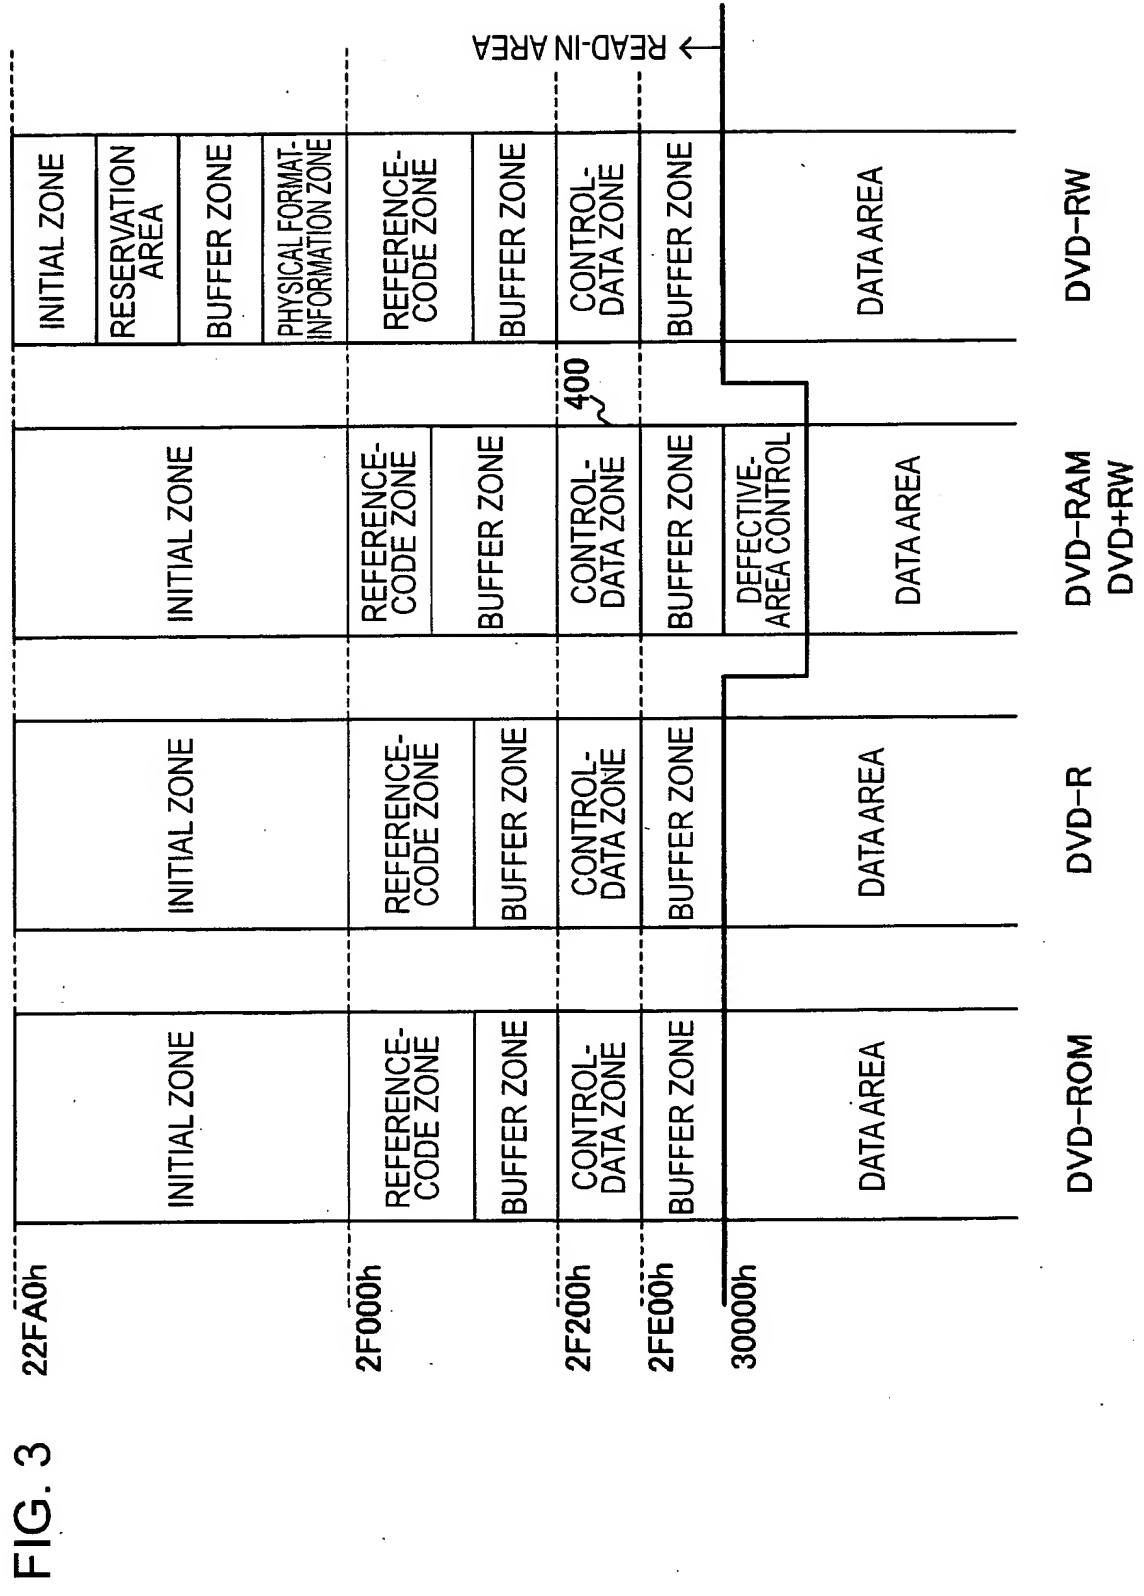 FIG. 3
22FA0h
2F000h
2F200h
2FE00h
30000h
INITIAL ZONE
REFERENCE-
CODE ZONE
BUFFER ZONE
CONTROL-
DATA ZONE
BUFFER ZONE
DATA AREA
DVD-ROM
INITIAL ZONE
REFERENCE-
CODE ZONE
BUFFER ZONE
CONTROL-
DATA ZONE
BUFFER ZONE
DATA AREA
DVD-R
INITIAL ZONE
REFERENCE-
CODE ZONE
BUFFER ZONE
400
CONTROL-
DATA ZONE
BUFFER ZONE
DEFECTIVE-
AREA CONTROL
DATA AREA
DVD-RAM
DVD+RW
INITIAL ZONE
RESERVATION
AREA
BUFFER ZONE
PHYSICAL FORMAT-
INFORMATION ZONE
REFERENCE-
CODE ZONE
BUFFER ZONE
CONTROL-
DATA ZONE
BUFFER ZONE
DATA AREA
DVD-RW
READ-IN AREA